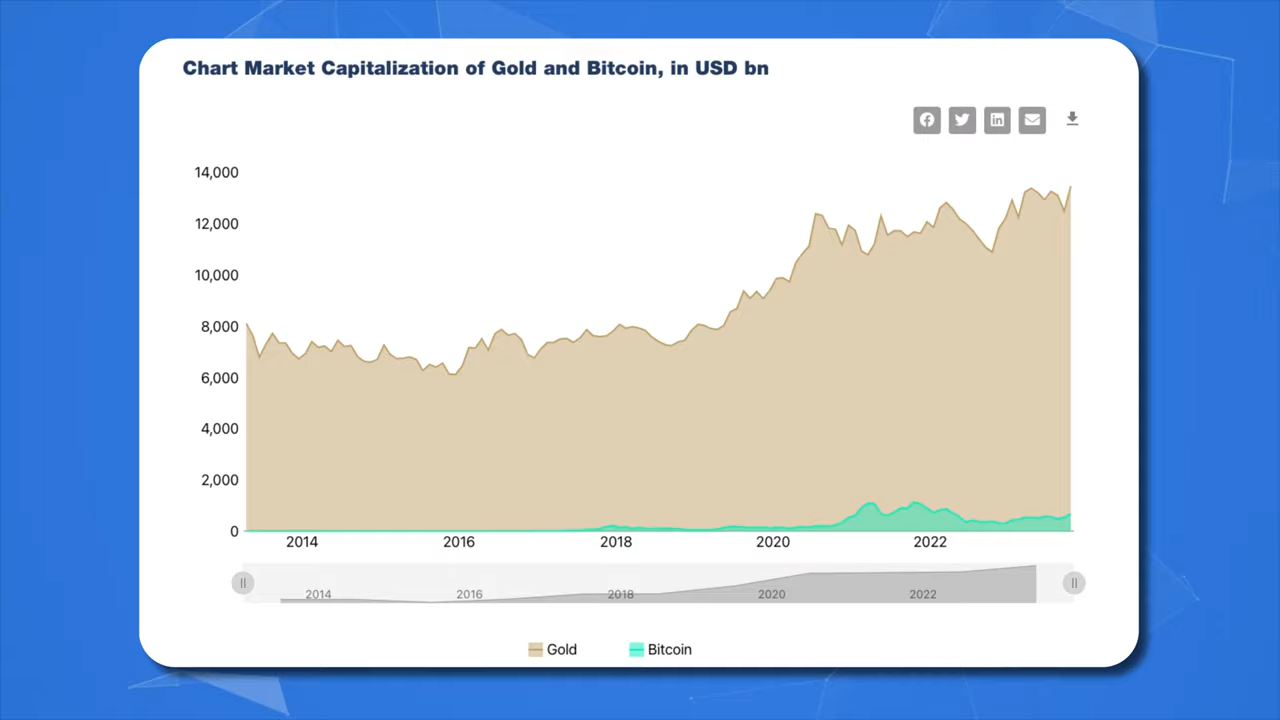 Chart Market Capitalization of Gold and Bitcoin, in USD bn
14,000
12,000
10,000
8,000
6,000
4,000
2,000
0
2014 2016 2018 2020 2022
2014 2016 2018 2020 2022
Gold Bitcoin